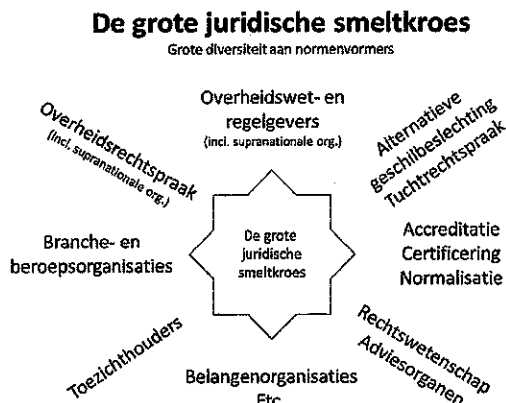 De grote juridische smeltkroes
Grote diversiteit aan normenvormers
Overheidswet- en
regelgevers
(incl. supranationale org.)
Overheidsrechtspraak
(incl. supranationale org.)
Alternatieve
geschilbeslechting
Tuchtrechtspraak
Branche- en
beroepsorganisaties
De grote
juridische
smeltkroes
Accreditatie
Certificering
Normalisatie
Toezichthouders
Belangenorganisaties
Etc
Rechtswetenschap
Adviesorganen